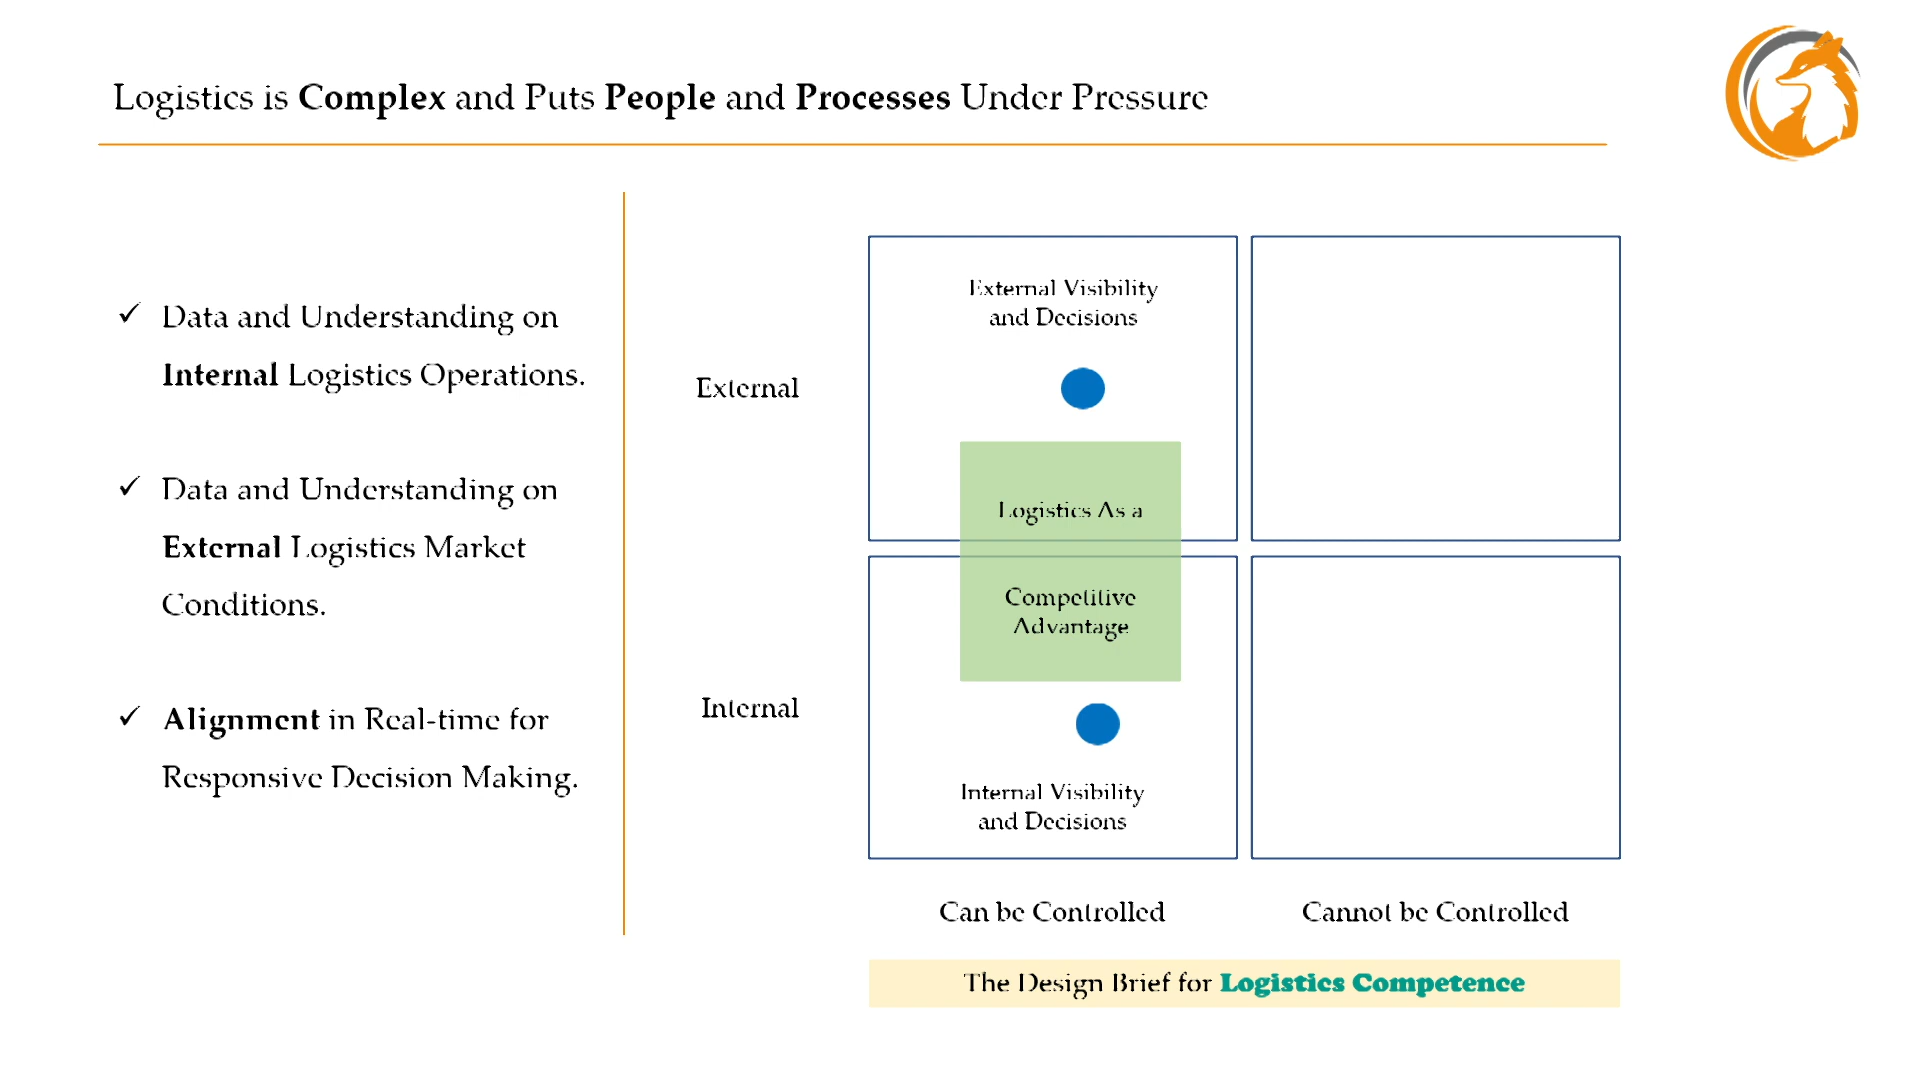 Logistics is Complex and Puts People and Processes Under Pressure
Data and Understanding on
Internal Logistics Operations.
Data and Understanding on
External Logistics Market
Conditions.
Alignment in Real-time for
Responsive Decision Making.
External Visibility
and Decisions
External
Logistics As a
Competitive
Advantage
Internal
Internal Visibility
and Decisions
Can be Controlled
Cannot be Controlled
The Design Brief for Logistics Competence